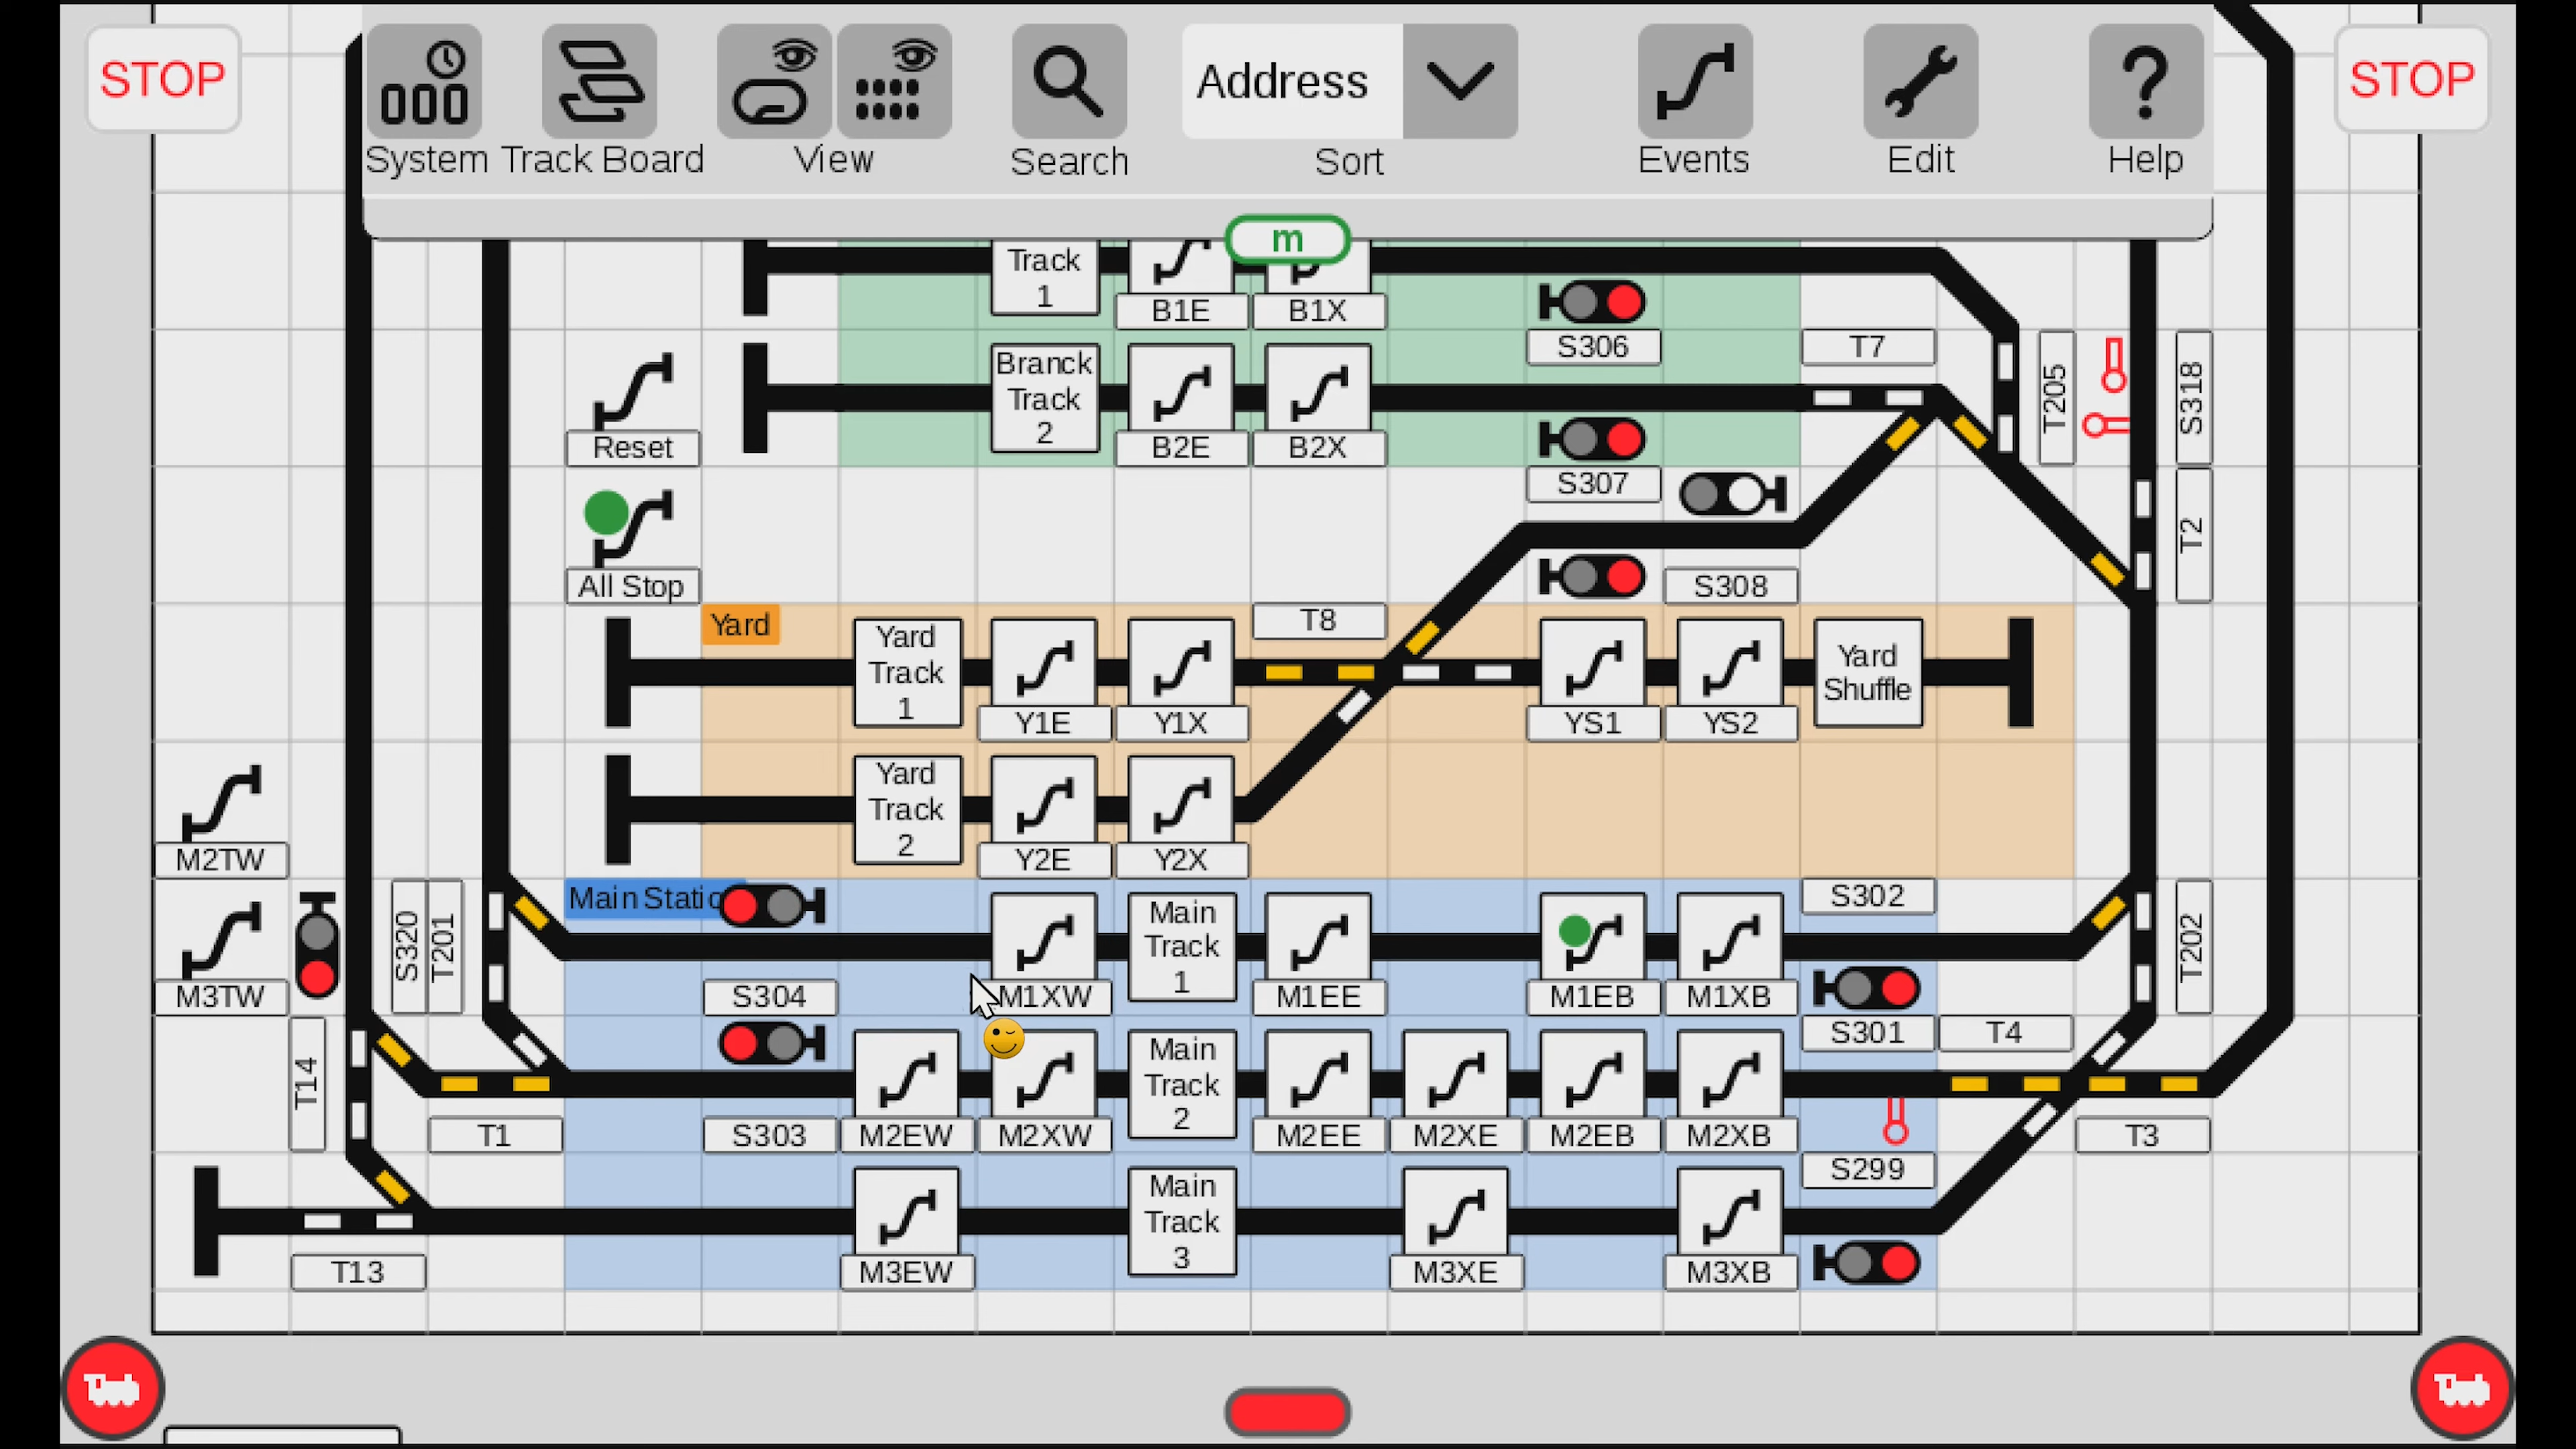 STOP
STOP
Address
System
Track Board
View
Search
Sort
Events
Edit
Help
m
Track
1
B1E
B1X
S306
T7
T205
S318
Reset
Branck
Track
2
B2E
B2X
S307
T2
All Stop
S308
Yard
T8
Yard
Track
1
Y1E
Y1X
YS1
YS2
Yard
Shuffle
Yard
Track
2
Y2E
Y2X
M2TW
Main Static
S302
M3TW
S320
T201
S304
M1XW
Main
Track
1
M1EE
M1EB
M1XB
T202
S301
T4
T14
T1
S303
M2EW
M2XW
Main
Track
2
M2EE
M2XE
M2EB
M2XB
T3
S299
T13
M3EW
Main
Track
3
M3XE
M3XB